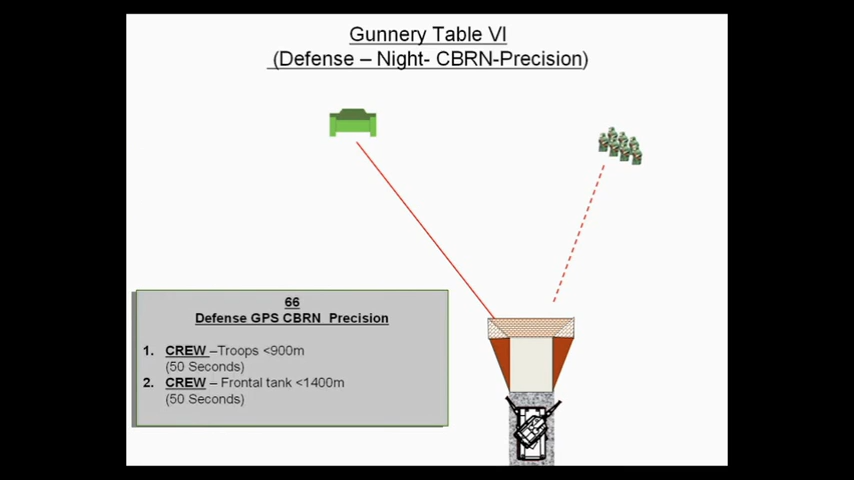 Gunnery Table VI
(Defense – Night- CBRN-Precision)
66
Defense GPS CBRN Precision
1. CREW –Troops <900m
(50 Seconds)
2. CREW – Frontal tank <1400m
(50 Seconds)